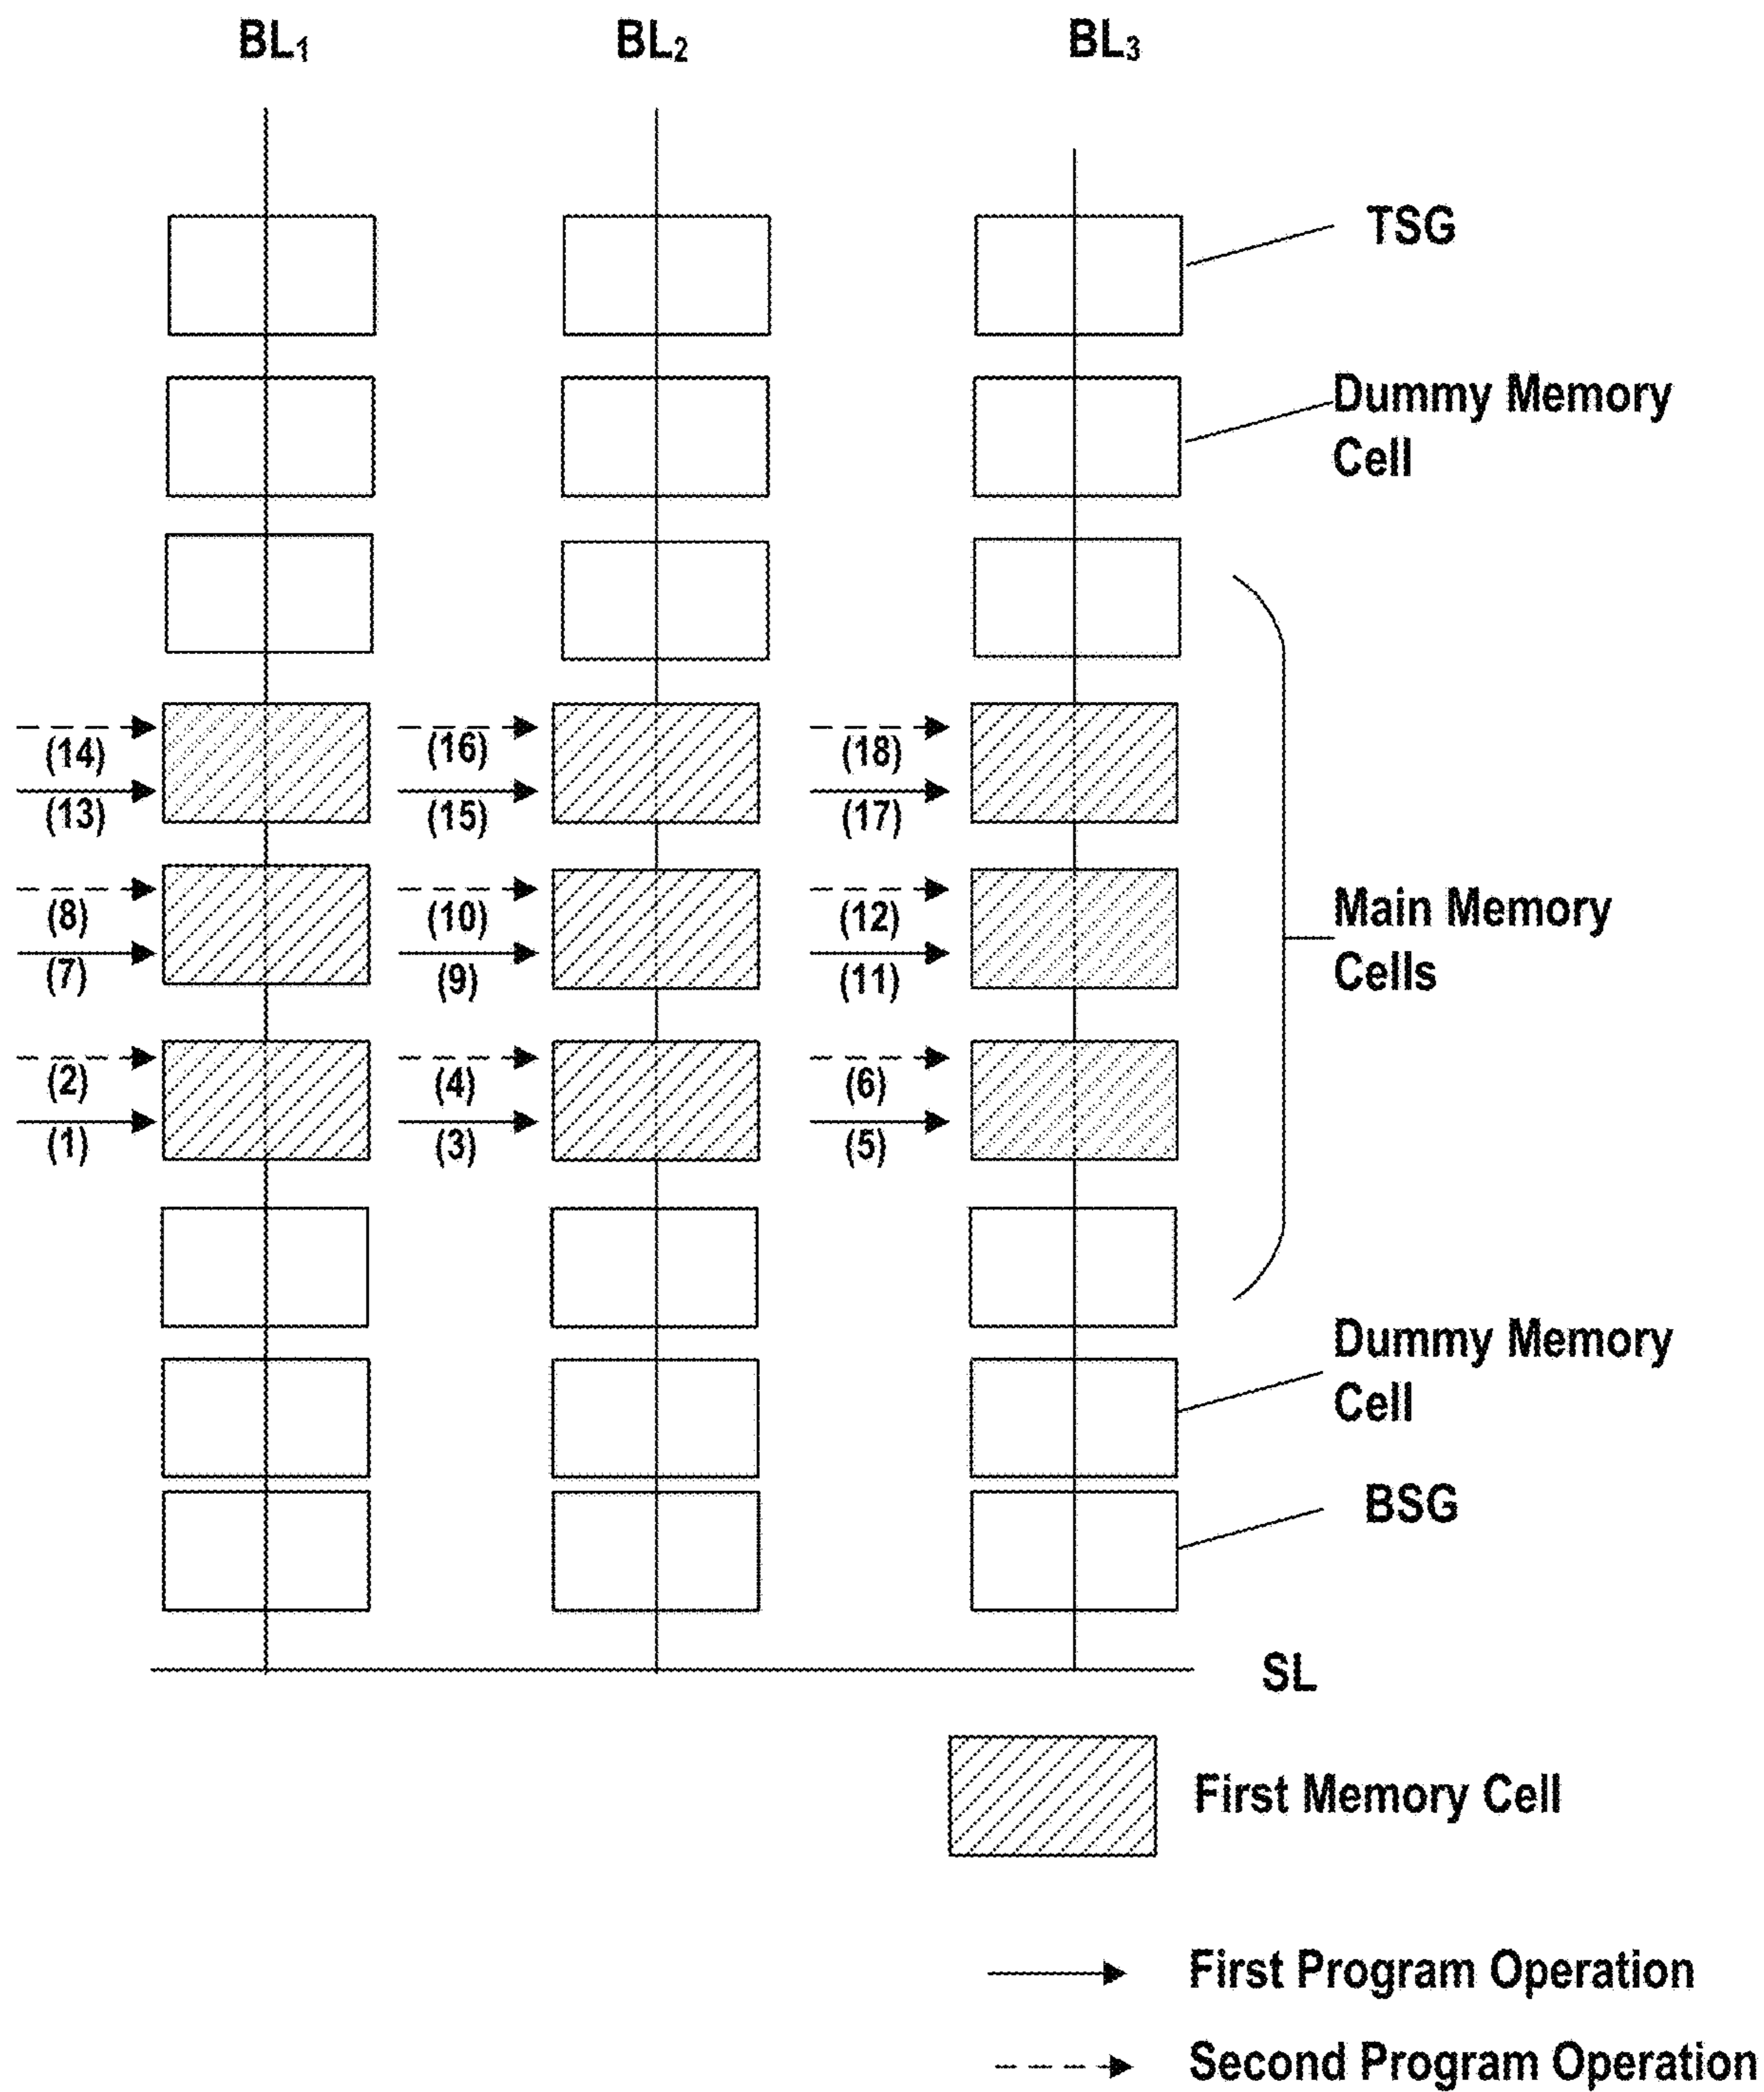 BL₁ BL₂ BL₃
TSG
Dummy Memory
Cell
(14) (16) (18)
(13) (15) (17)
(8) (10) (12)
Main Memory
(7) (9) (11)
Cells
(2) (4) (6)
(1) (3) (5)
Dummy Memory
Cell
BSG
SL
First Memory Cell
First Program Operation
Second Program Operation